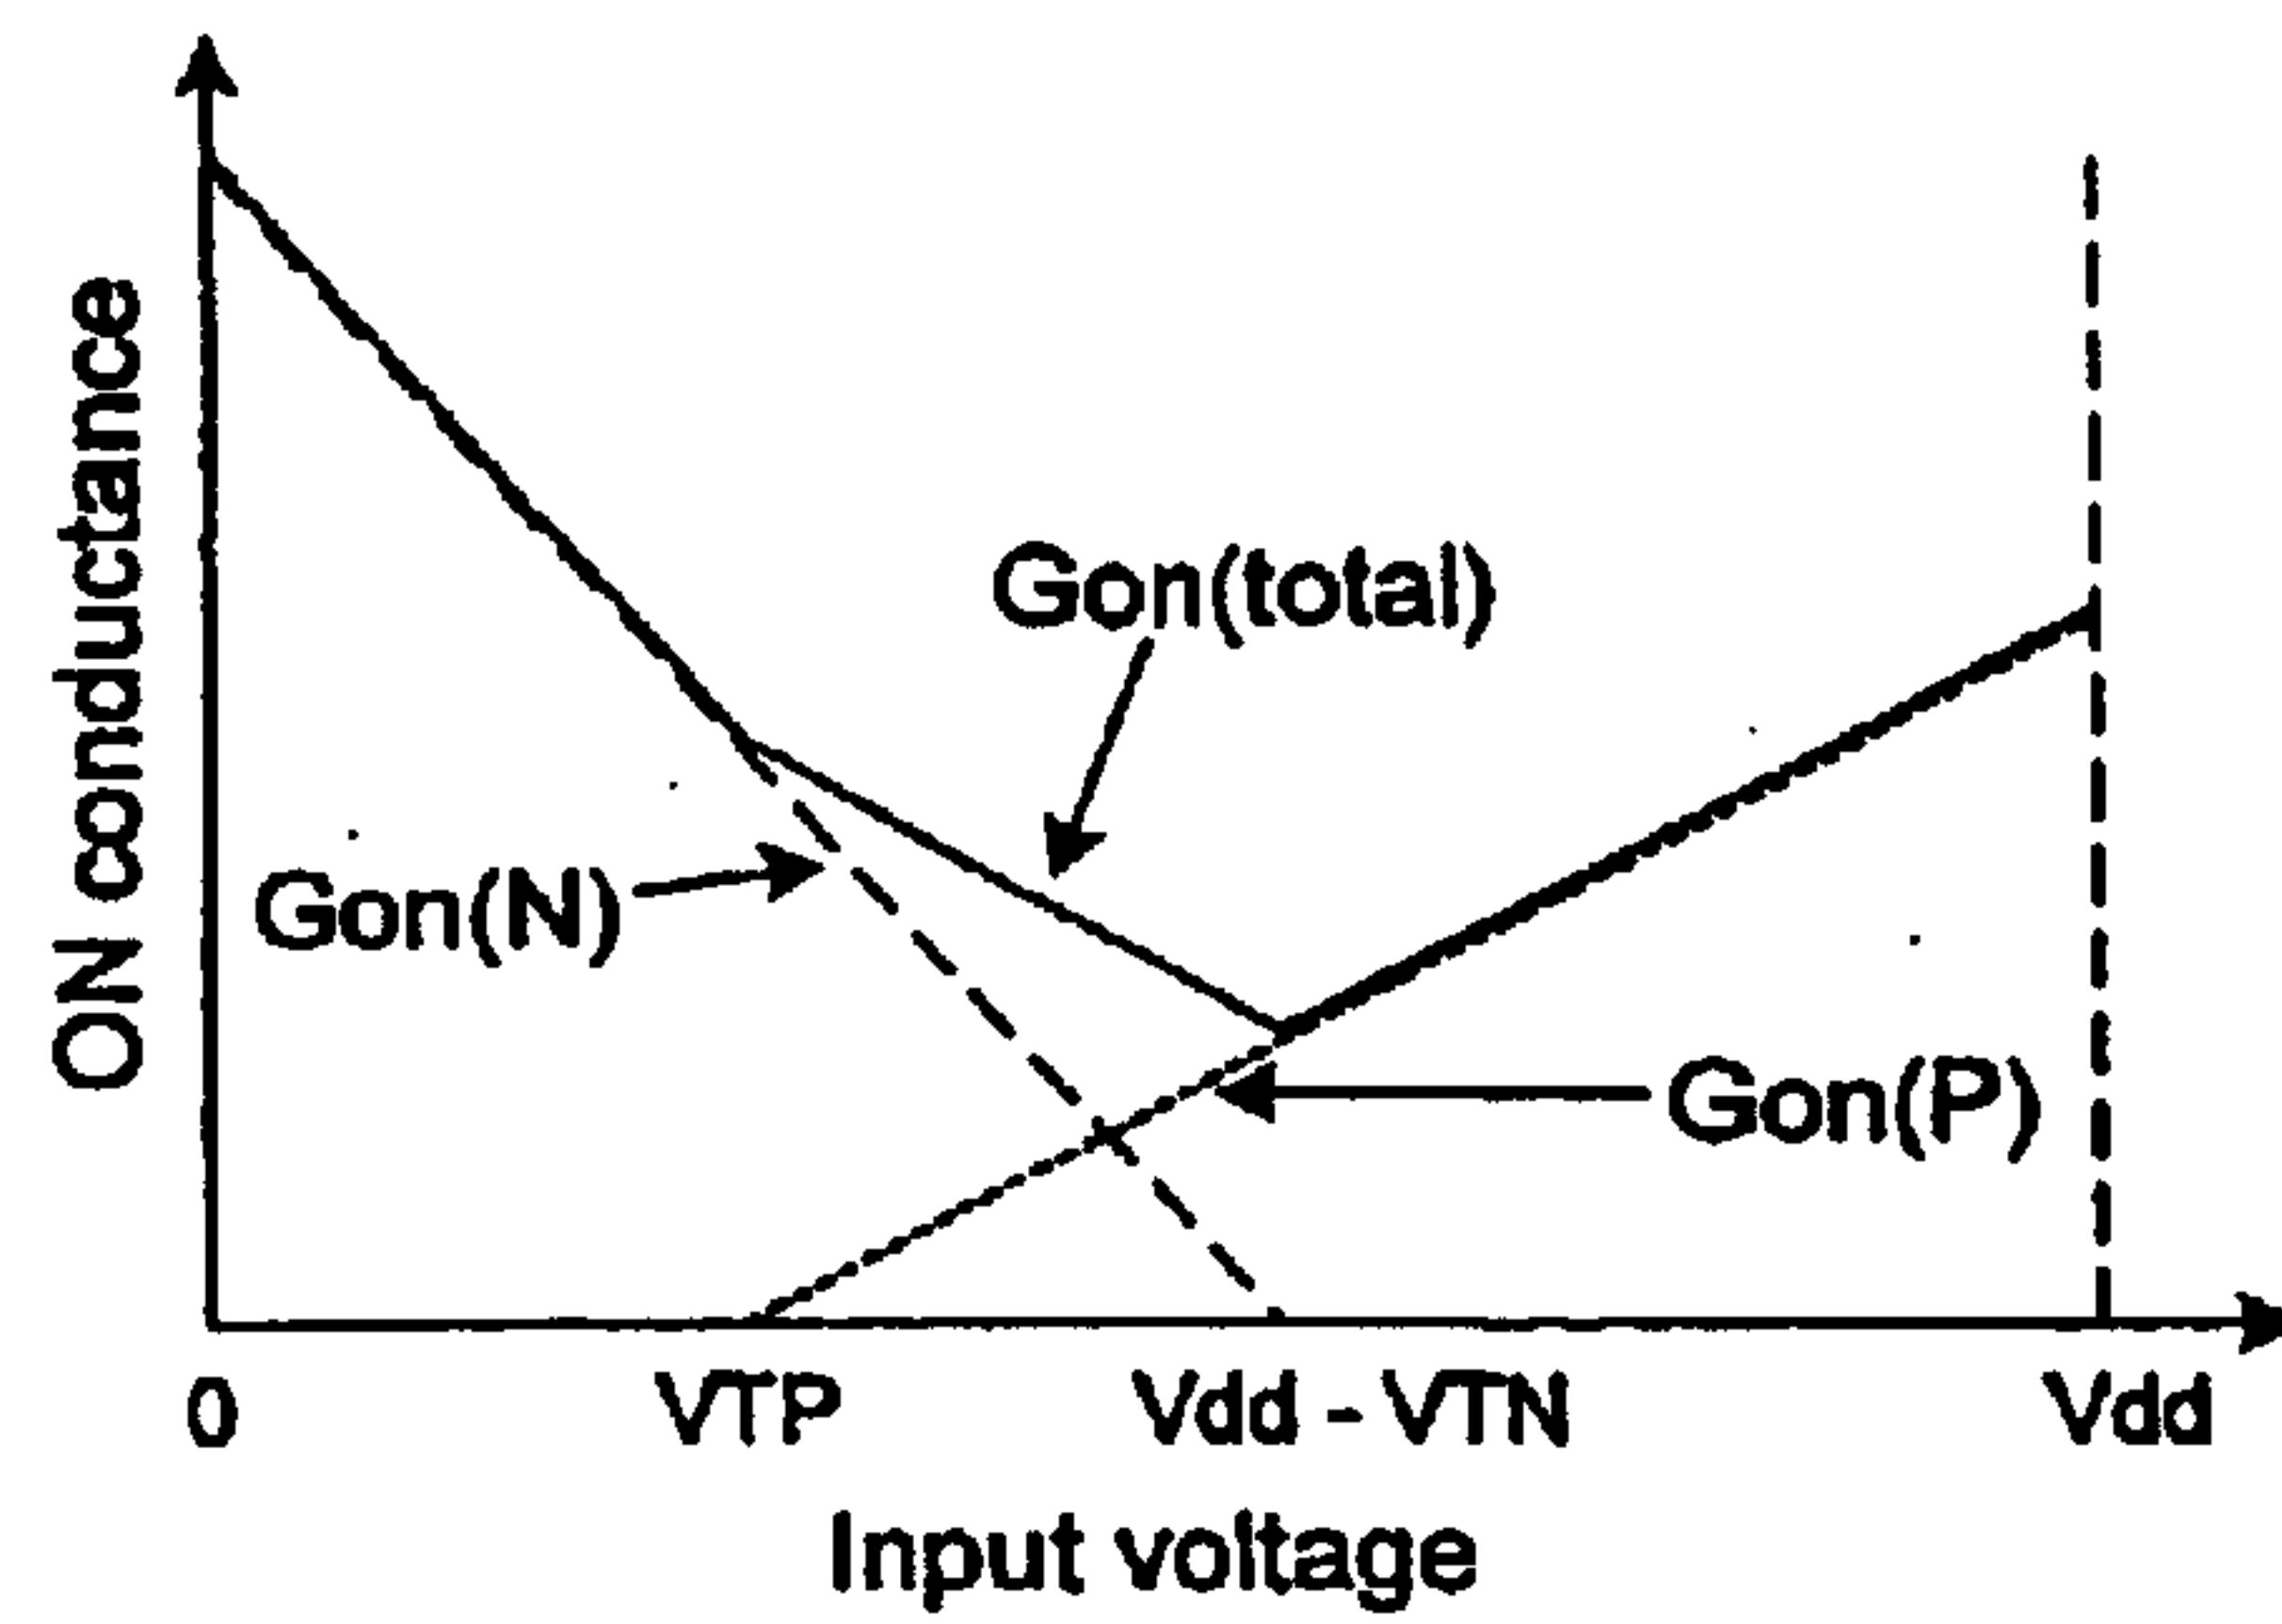 ON conductance
Gon(total)
Gon(N)
Gon(P)
0
VTP
Vdd - VTN
Vdd
Input voltage